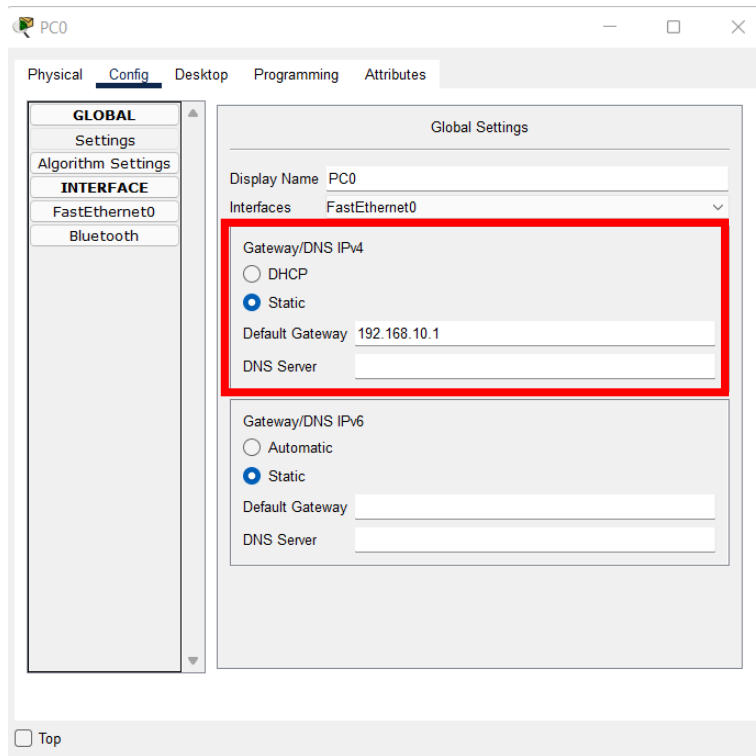 PC0
Physical Config Desktop Programming Attributes
GLOBAL
Settings
Algorithm Settings
INTERFACE
FastEthernet0
Bluetooth
Global Settings
Display Name PC0
Interfaces FastEthernet0
Gateway/DNS IPv4
DHCP
Static
Default Gateway 192.168.10.1
DNS Server
Gateway/DNS IPv6
Automatic
Static
Default Gateway
DNS Server
Top